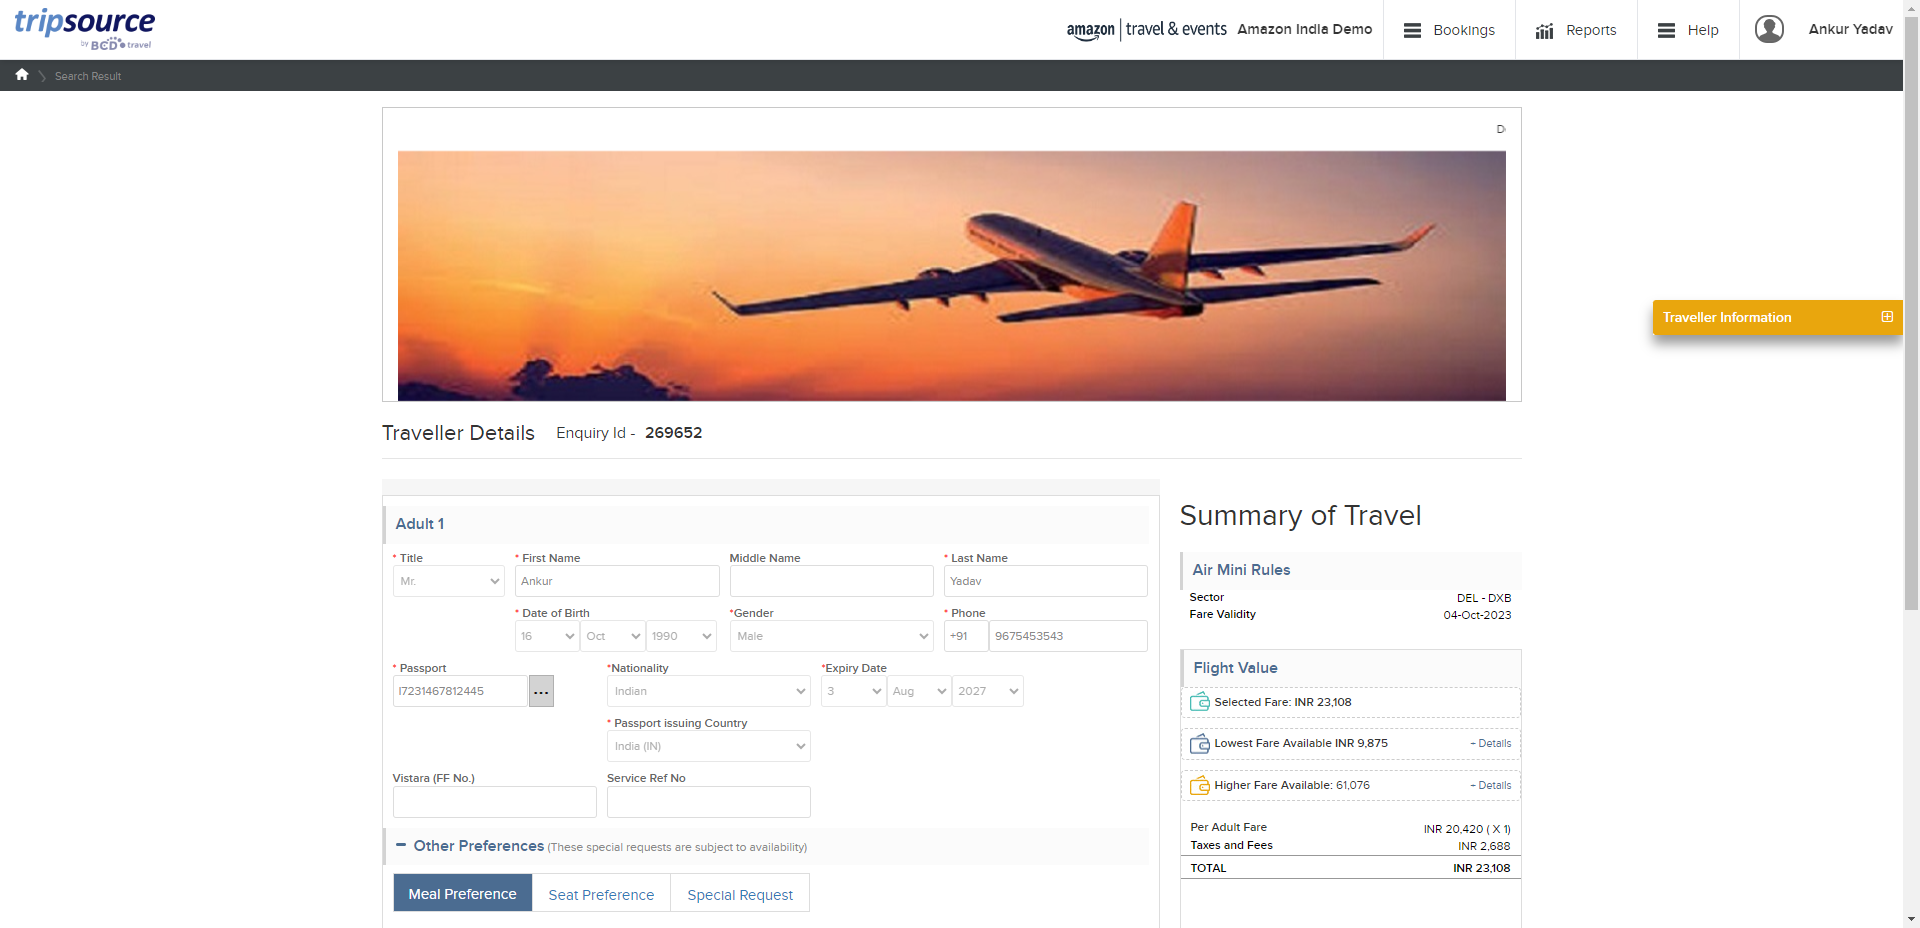 tripsource
by BCD travel
amazon | travel & events Amazon India Demo
Bookings
Reports
Help
Ankur Yadav
Search Result
Traveller Information
Traveller Details Enquiry Id - 269652
Adult 1
* Title * First Name Middle Name * Last Name
Mr. Ankur Yadav
* Date of Birth *Gender * Phone
16 Oct 1990 Male +91 9675453543
* Passport *Nationality *Expiry Date
I7231467812445 ... Indian 3 Aug 2027
* Passport issuing Country
India (IN)
Vistara (FF No.) Service Ref No
Other Preferences (These special requests are subject to availability)
Meal Preference Seat Preference Special Request
Summary of Travel
Air Mini Rules
Sector DEL - DXB
Fare Validity 04-Oct-2023
Flight Value
Selected Fare: INR 23,108
Lowest Fare Available INR 9,875 + Details
Higher Fare Available: 61,076 + Details
Per Adult Fare INR 20,420 ( X 1)
Taxes and Fees INR 2,688
TOTAL INR 23,108